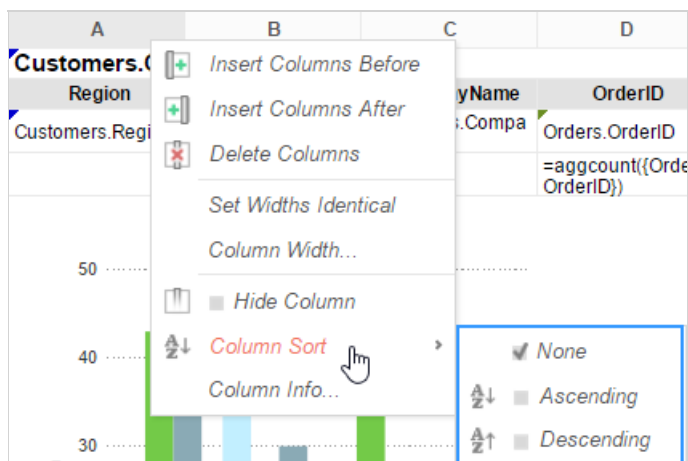 A B C D
Customers.C
Region yName OrderID
Customers.Regi s.Compa Orders.OrderID
=aggcount({Orde
OrderID})
Insert Columns Before
Insert Columns After
Delete Columns
Set Widths Identical
Column Width...
Hide Column
Column Sort
Column Info...
None
Ascending
Descending
50
40
30